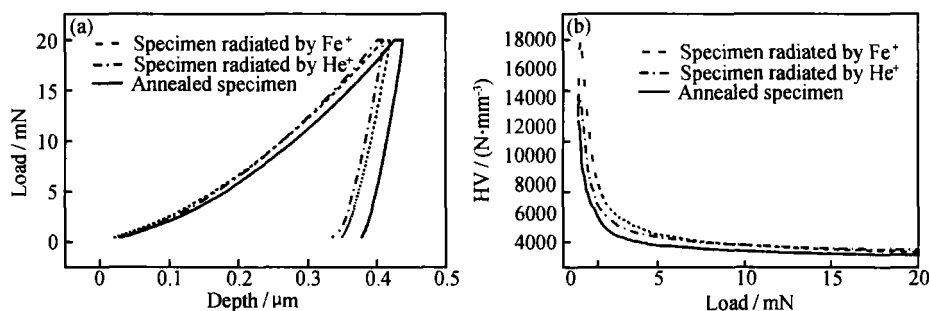 (a)
Specimen radiated by Fe⁺
Specimen radiated by He⁺
Annealed specimen
Load / mN
20
15
10
5
0
0
0.1
0.2
0.3
0.4
0.5
Depth / μm
(b)
Specimen radiated by Fe⁺
Specimen radiated by He⁺
Annealed specimen
HV / (N·mm⁻³)
18000
16000
14000
12000
10000
8000
6000
4000
0
5
10
15
20
Load / mN